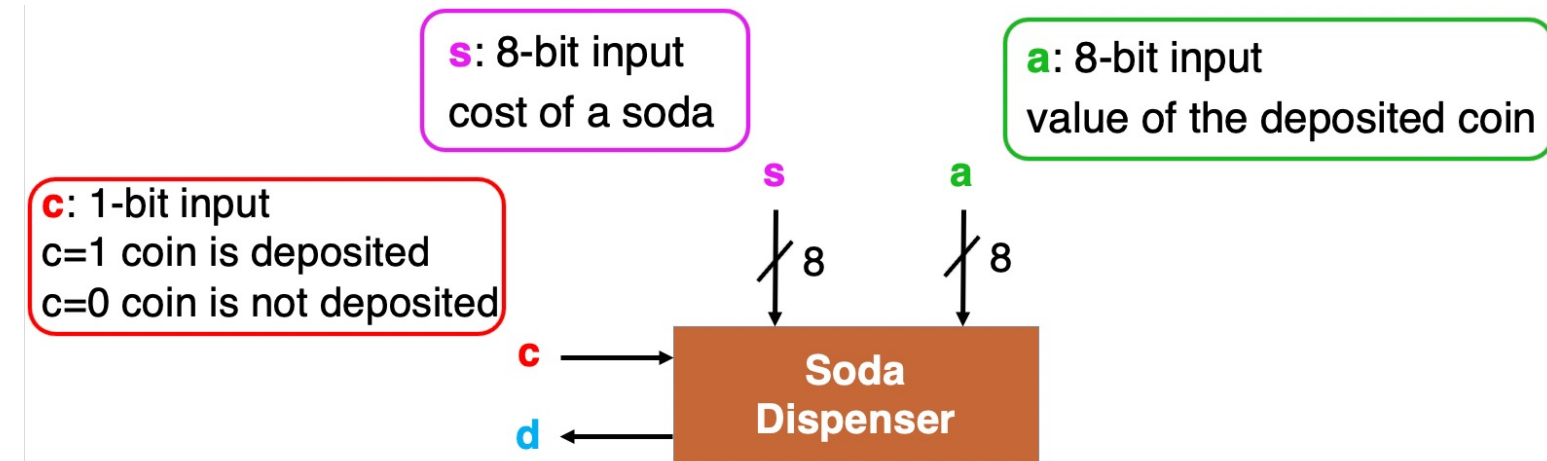 s: 8-bit input
cost of a soda
a: 8-bit input
value of the deposited coin
c: 1-bit input
c=1 coin is deposited
c=0 coin is not deposited
s
a
8
8
c
d
Soda
Dispenser